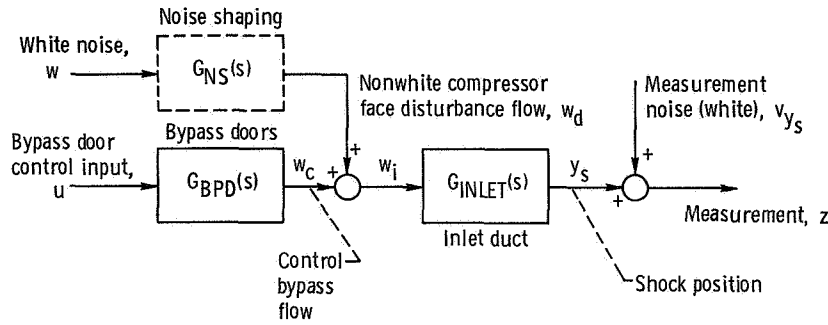 Noise shaping
White noise,
w
G_NS(s)
Nonwhite compressor
face disturbance flow, w_d
Measurement
noise (white), v_y_s
+
+
Bypass doors
Bypass door
control input,
u
G_BPD(s)
w_c
+
w_i
G_INLET(s)
y_s
+
Measurement, z
Inlet duct
Control
bypass
flow
Shock position